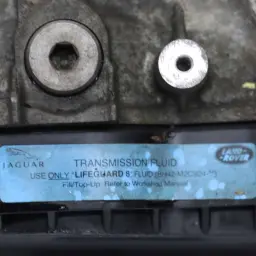 JAGUAR
TRANSMISSION FLUID
LAND ROVER
USE ONLY "LIFEGUARD 8" FLUID
Fill/Top-Up Refer to Workshop Manual